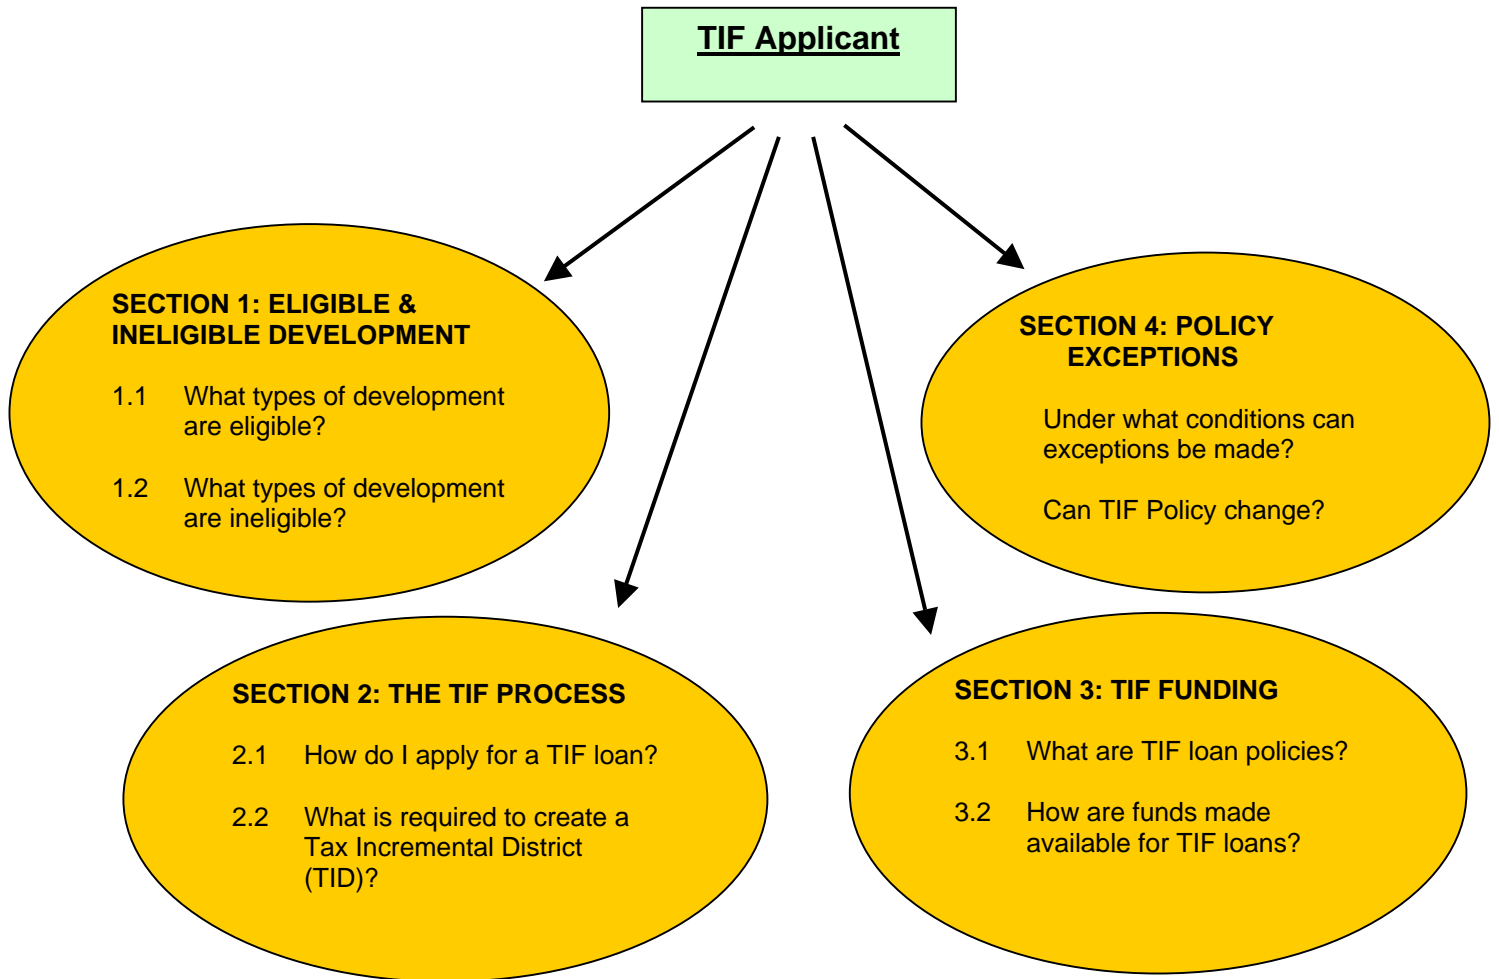 TIF Applicant
SECTION 1: ELIGIBLE &
INELIGIBLE DEVELOPMENT
1.1 What types of development
are eligible?
1.2 What types of development
are ineligible?
SECTION 2: THE TIF PROCESS
2.1 How do I apply for a TIF loan?
2.2 What is required to create a
Tax Incremental District
(TID)?
SECTION 3: TIF FUNDING
3.1 What are TIF loan policies?
3.2 How are funds made
available for TIF loans?
SECTION 4: POLICY
EXCEPTIONS
Under what conditions can
exceptions be made?
Can TIF Policy change?